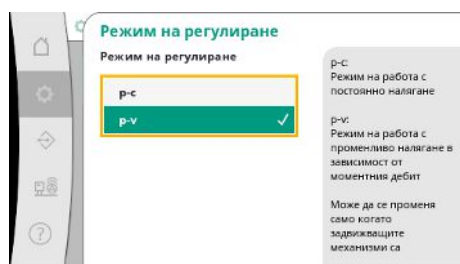 Режим на регулиране
Режим на регулиране
p-c
p-v
p-c:
Режим на работа с
постоянно налягане
p-v:
Режим на работа с
променливо налягане в
зависимост от
моментния дебит
Може да се променя
само когато
задвижващите
механизми са